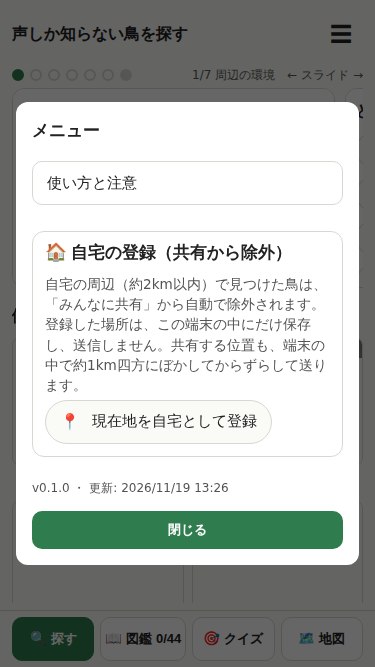 声しか知らない鳥を探す
1/7 周辺の環境 ← スライド →
メニュー
使い方と注意
🏠 自宅の登録（共有から除外）
自宅の周辺（約2km以内）で見つけた鳥は、
「みんなに共有」から自動で除外されます。
登録した場所は、この端末の中にだけ保存
し、送信しません。共有する位置も、端末の
中で約1km四方にぼかしてからずらして送り
ます。
📍 現在地を自宅として登録
v0.1.0 ・ 更新: 2026/11/19 13:26
閉じる
🔍 探す
📖 図鑑 0/44
🎯 クイズ
🗺️ 地図